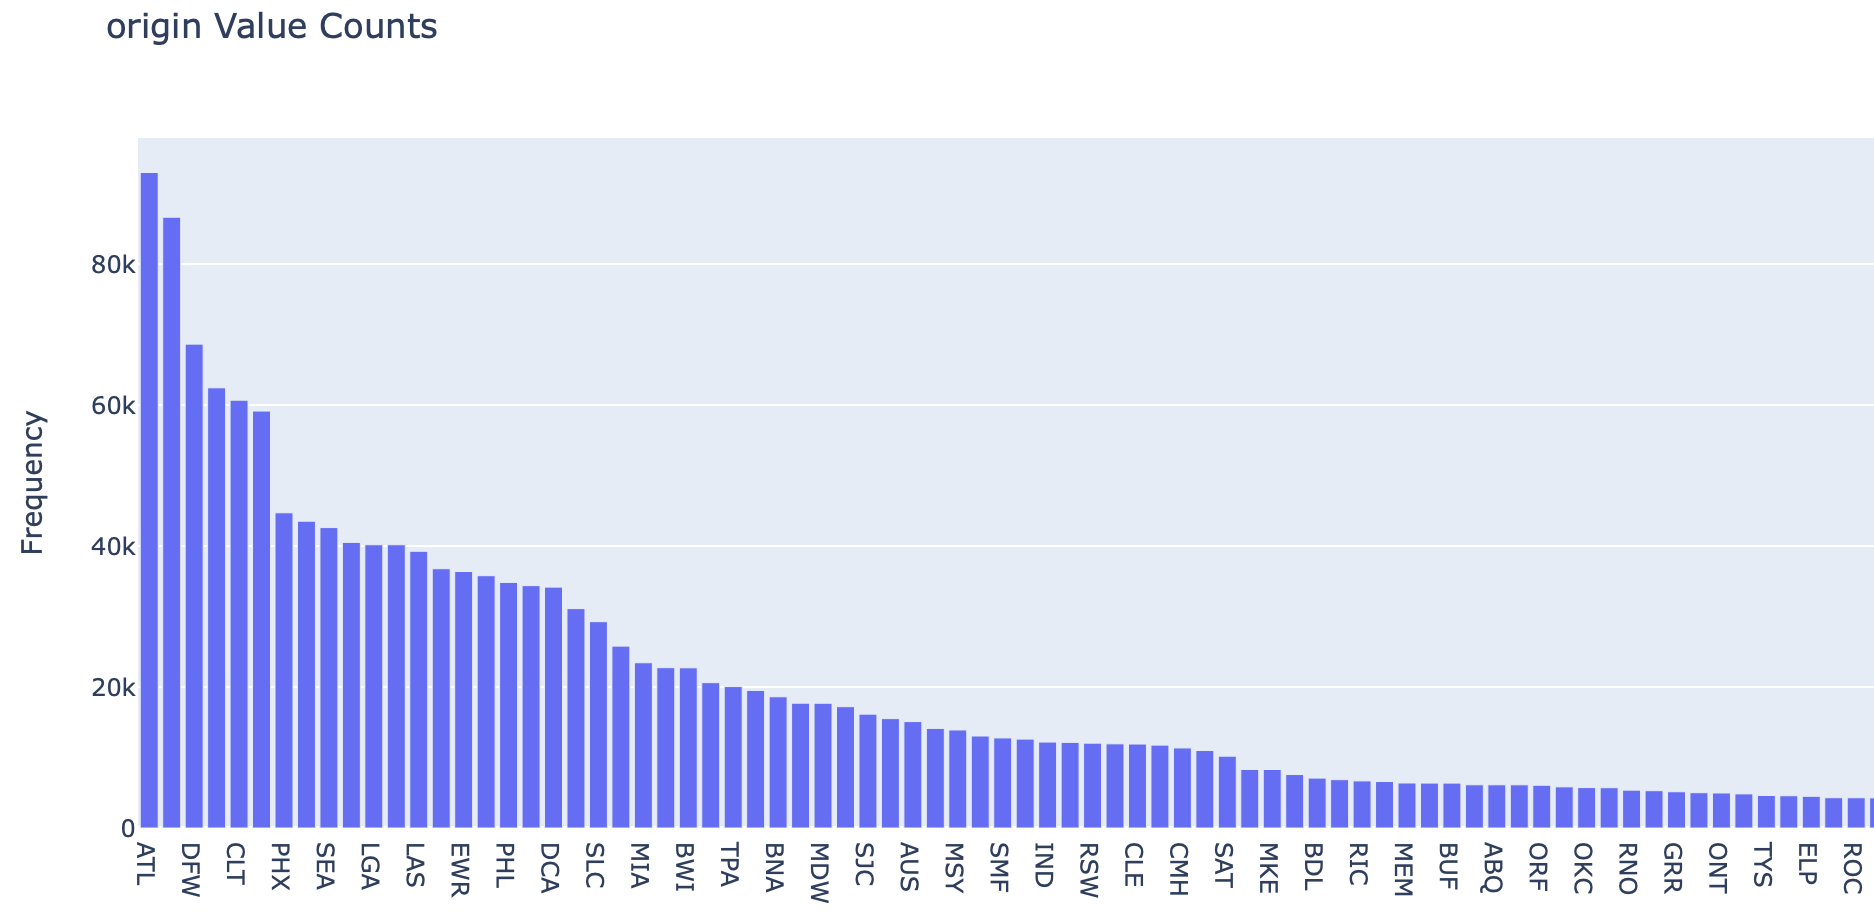 origin Value Counts
Frequency
80k
60k
40k
20k
0
ATL
DFW
CLT
PHX
SEA
LGA
LAS
EWR
PHL
DCA
SLC
MIA
BWI
TPA
BNA
MDW
SJC
AUS
MSY
SMF
IND
RSW
CLE
CMH
SAT
MKE
BDL
RIC
MEM
BUF
ABQ
ORF
OKC
RNO
GRR
ONT
TYS
ELP
ROC